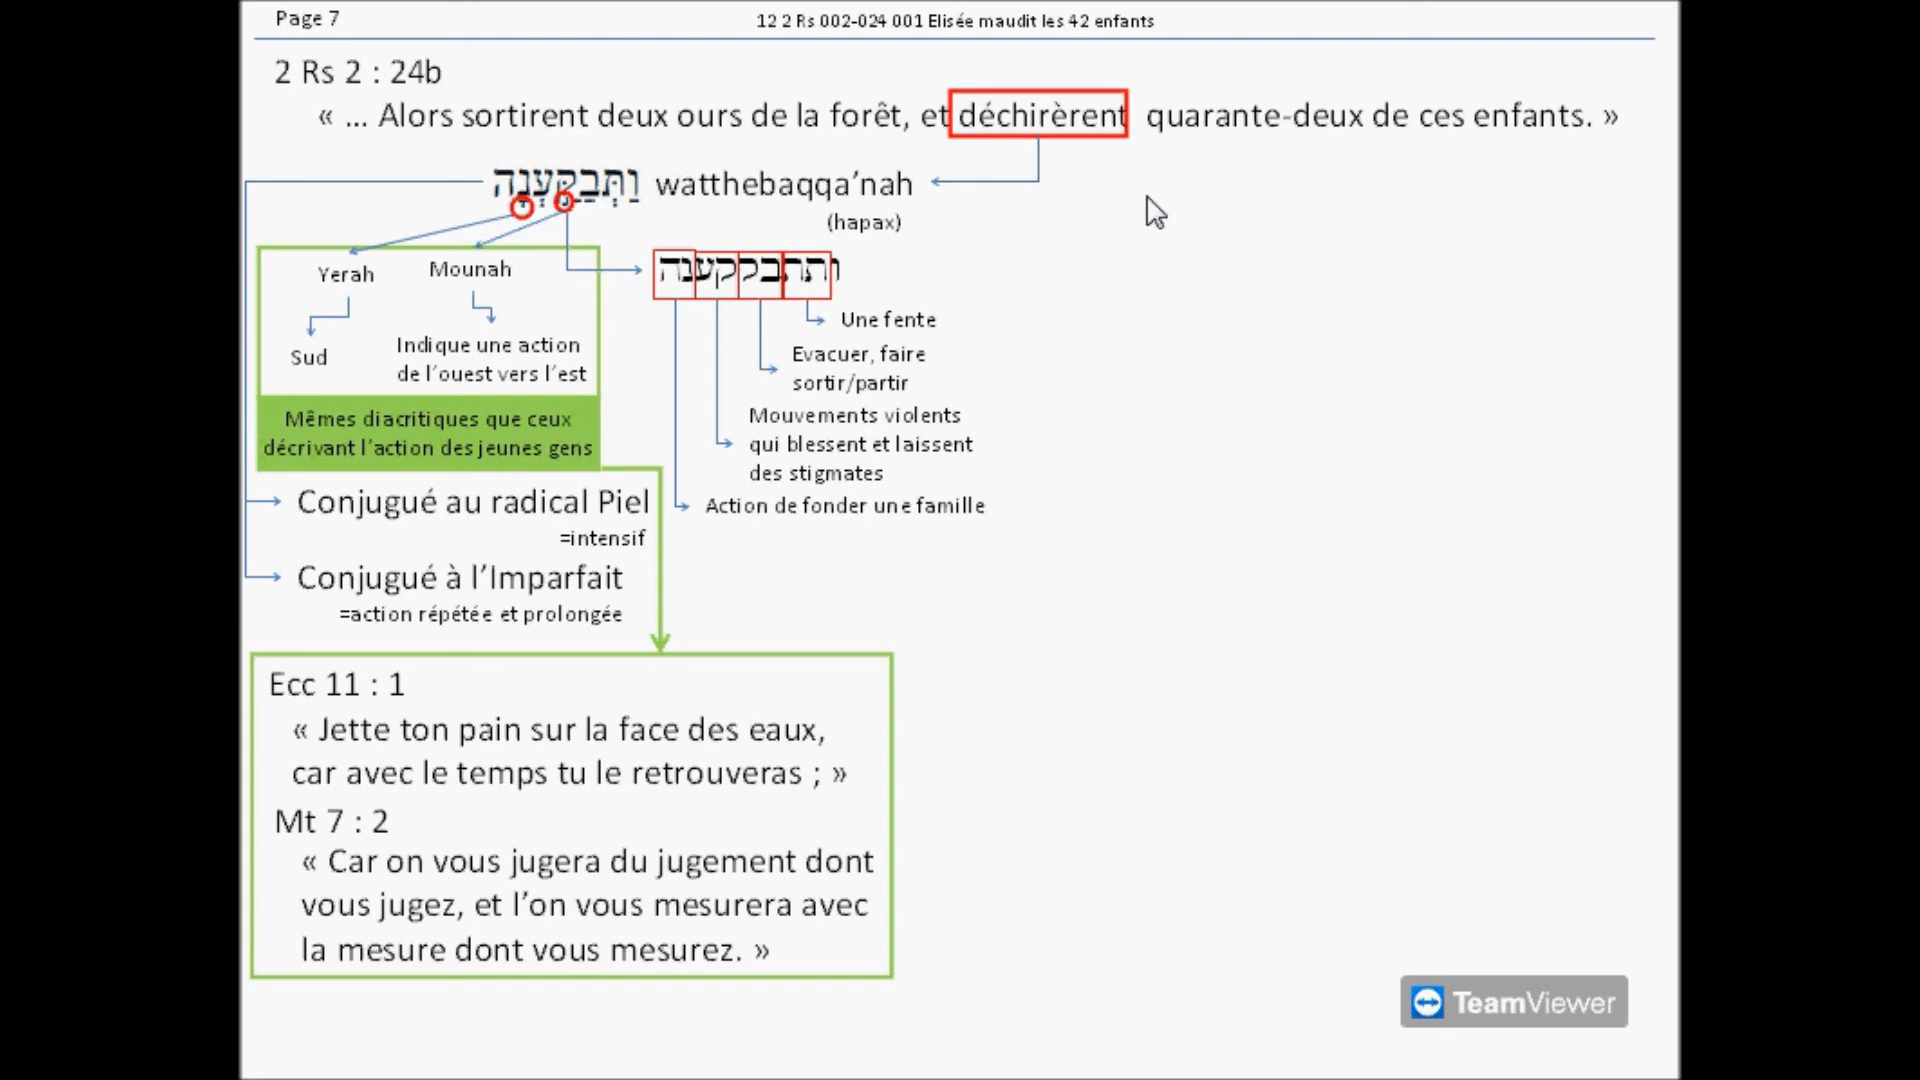 Page 7
12 2 Rs 002-024 001 Elisée maudit les 42 enfants
2 Rs 2 : 24b
« ... Alors sortirent deux ours de la forêt, et déchirèrent quarante-deux de ces enfants. »
וַתְּבַקַּעְנָה watthebaqqa’nah
(hapax)
ותתבקקענה
Yerah
Mounah
Sud
Indique une action
de l’ouest vers l’est
Mêmes diacritiques que ceux
décrivant l’action des jeunes gens
Une fente
Evacuer, faire
sortir/partir
Mouvements violents
qui blessent et laissent
des stigmates
Action de fonder une famille
Conjugué au radical Piel
=intensif
Conjugué à l’Imparfait
=action répétée et prolongée
Ecc 11 : 1
« Jette ton pain sur la face des eaux,
car avec le temps tu le retrouveras ; »
Mt 7 : 2
« Car on vous jugera du jugement dont
vous jugez, et l’on vous mesurera avec
la mesure dont vous mesurez. »
TeamViewer